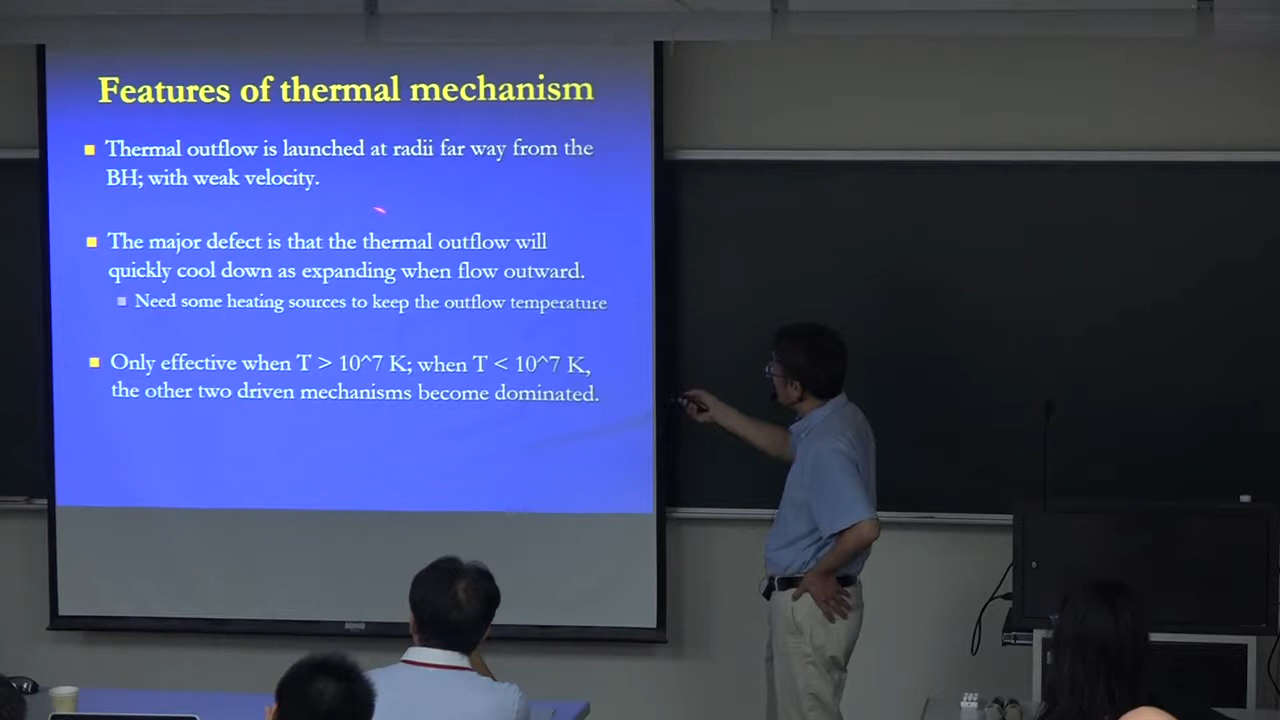 Features of thermal mechanism
Thermal outflow is launched at radii far way from the
BH; with weak velocity.
The major defect is that the thermal outflow will
quickly cool down as expanding when flow outward.
Need some heating sources to keep the outflow temperature
Only effective when T > 10^7 K; when T < 10^7 K,
the other two driven mechanisms become dominated.